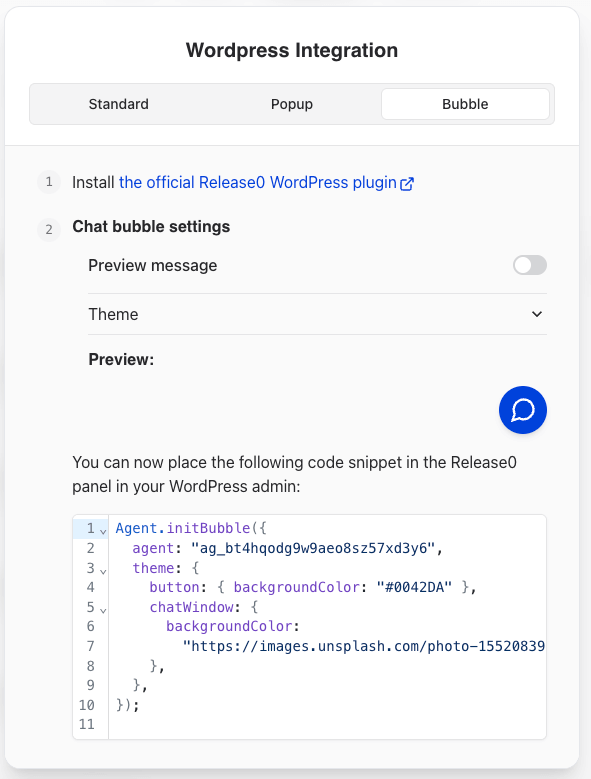 Wordpress Integration
Standard Popup Bubble
1 Install the official Release0 WordPress plugin
2 Chat bubble settings
Preview message
Theme
Preview:
You can now place the following code snippet in the Release0
panel in your WordPress admin:
1 Agent.initBubble({
2 agent: "ag_bt4hqodg9w9aeo8sz57xd3y6",
3 theme: {
4 button: { backgroundColor: "#0042DA" },
5 chatWindow: {
6 backgroundColor:
7 "https://images.unsplash.com/photo-15520839
8 },
9 },
10 });
11